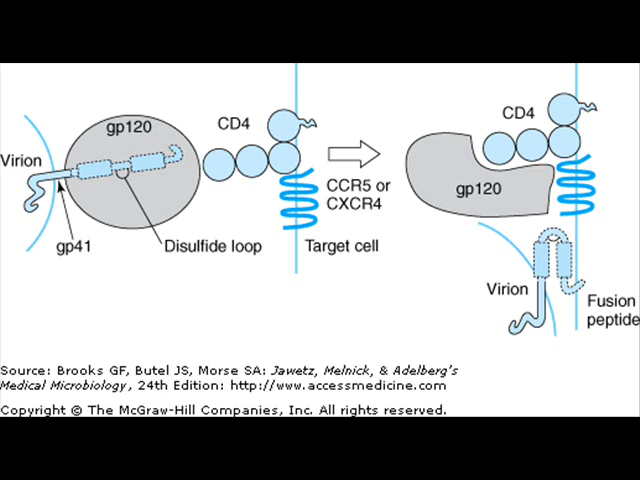 gp120
CD4
Virion
gp41
Disulfide loop
Target cell
CCR5 or
CXCR4
CD4
gp120
Virion
Fusion
peptide
Source: Brooks GF, Butel JS, Morse SA: Jawetz, Melnick, & Adelberg's
Medical Microbiology, 24th Edition: http://www.accessmedicine.com
Copyright © The McGraw-Hill Companies, Inc. All rights reserved.